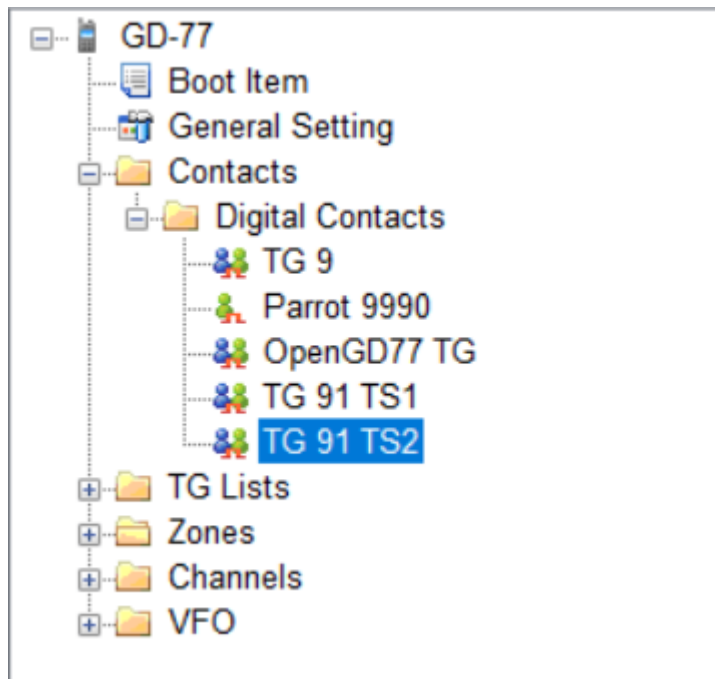 GD-77
Boot Item
General Setting
Contacts
Digital Contacts
TG 9
Parrot 9990
OpenGD77 TG
TG 91 TS1
TG 91 TS2
TG Lists
Zones
Channels
VFO